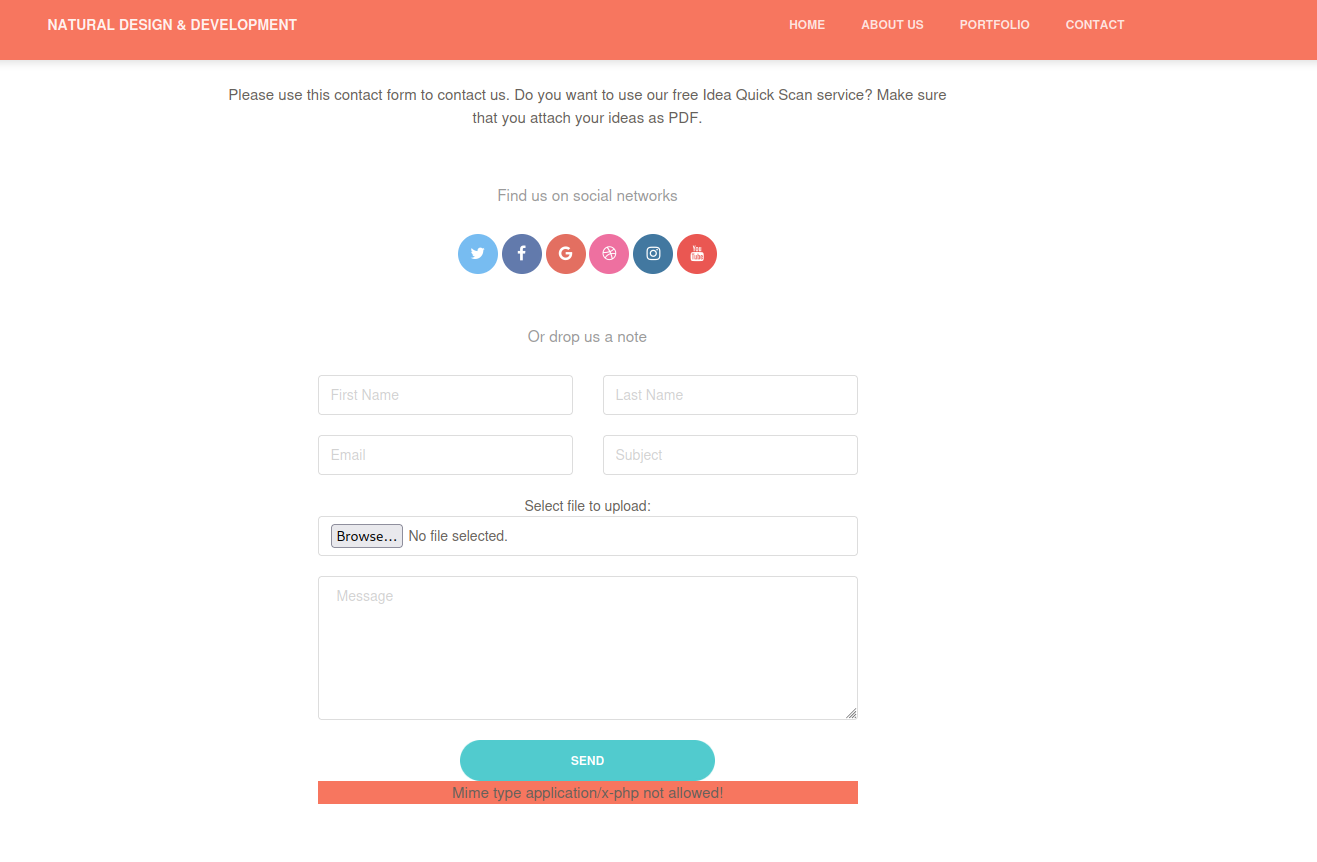 NATURAL DESIGN & DEVELOPMENT
HOME ABOUT US PORTFOLIO CONTACT
Please use this contact form to contact us. Do you want to use our free Idea Quick Scan service? Make sure
that you attach your ideas as PDF.
Find us on social networks
You
Tube
Or drop us a note
First Name Last Name
Email Subject
Select file to upload:
Browse... No file selected.
Message
SEND
Mime type application/x-php not allowed!